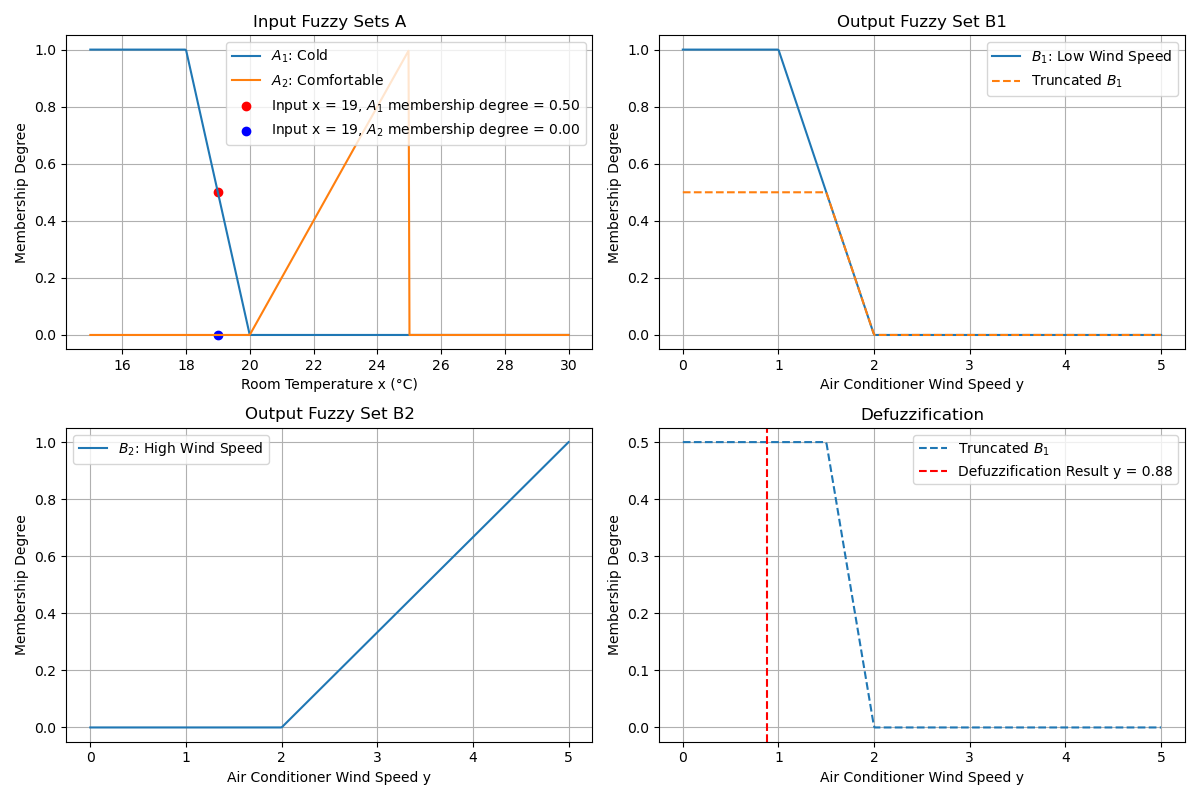 Input Fuzzy Sets A
A₁: Cold
A₂: Comfortable
Input x = 19, A₁ membership degree = 0.50
Input x = 19, A₂ membership degree = 0.00
Membership Degree
1.0
0.8
0.6
0.4
0.2
0.0
16 18 20 22 24 26 28 30
Room Temperature x (°C)
Output Fuzzy Set B1
B₁: Low Wind Speed
Truncated B₁
Membership Degree
1.0
0.8
0.6
0.4
0.2
0.0
0 1 2 3 4 5
Air Conditioner Wind Speed y
Output Fuzzy Set B2
B₂: High Wind Speed
Membership Degree
1.0
0.8
0.6
0.4
0.2
0.0
0 1 2 3 4 5
Air Conditioner Wind Speed y
Defuzzification
Truncated B₁
Defuzzification Result y = 0.88
Membership Degree
0.5
0.4
0.3
0.2
0.1
0.0
0 1 2 3 4 5
Air Conditioner Wind Speed y